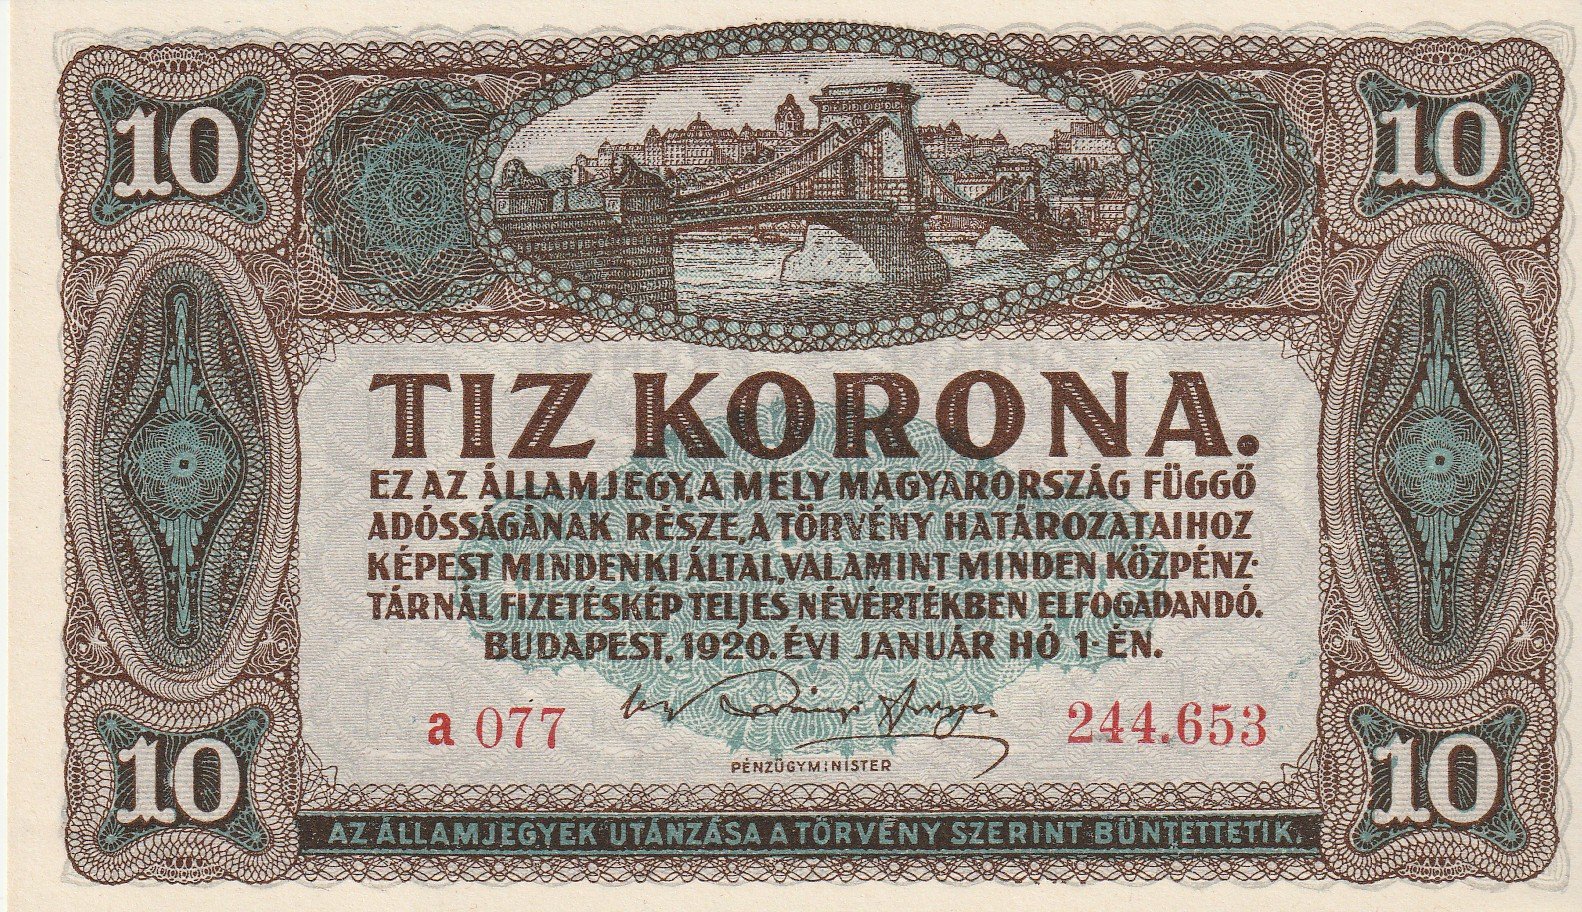 10
10
TIZ KORONA.
EZ AZ ÁLLAMJEGY, A MELY MAGYARORSZÁG FÜGGŐ
ADÓSSÁGÁNAK RÉSZE, A TÖRVÉNY HATÁROZATAIHOZ
KÉPEST MINDENKI ÁLTAL, VALAMINT MINDEN KÖZPÉNZ-
TÁRNÁL FIZETÉSKÉP TELJES NÉVÉRTÉKBEN ELFOGADANDÓ.
BUDAPEST, 1920. ÉVI JANUÁR HÓ 1-ÉN.
a 077
244.653
PÉNZÜGYMINISTER
10
10
AZ ÁLLAMJEGYEK UTÁNZÁSA A TÖRVÉNY SZERINT BÜNTETTETIK.